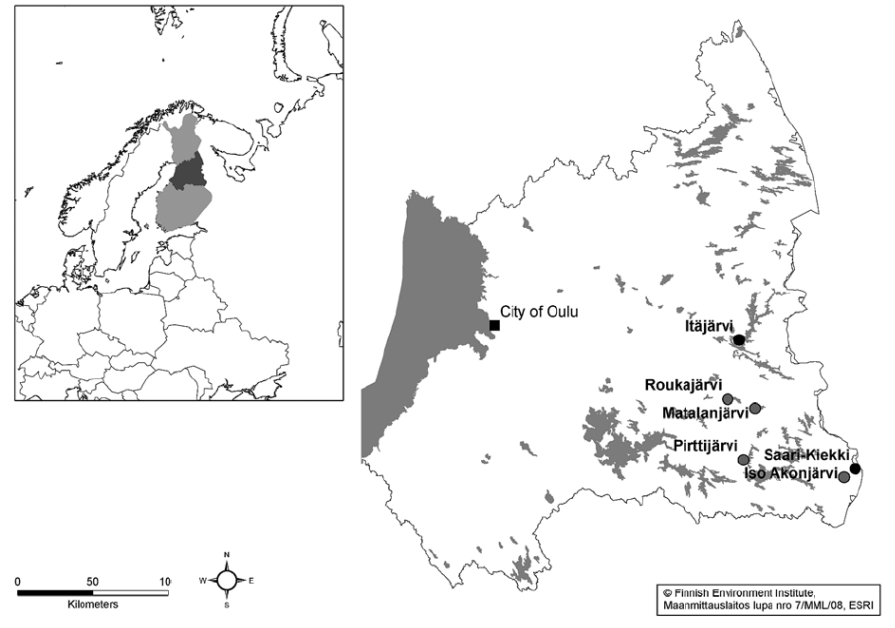 City of Oulu
Itäjärvi
Roukajärvi
Matalanjärvi
Pirttijärvi
Saari-Kiekki
Iso Akonjärvi
N
W E
S
0 50 10
Kilometers
© Finnish Environment Institute,
Maanmittauslaitos lupa nro 7/MML/08, ESRI